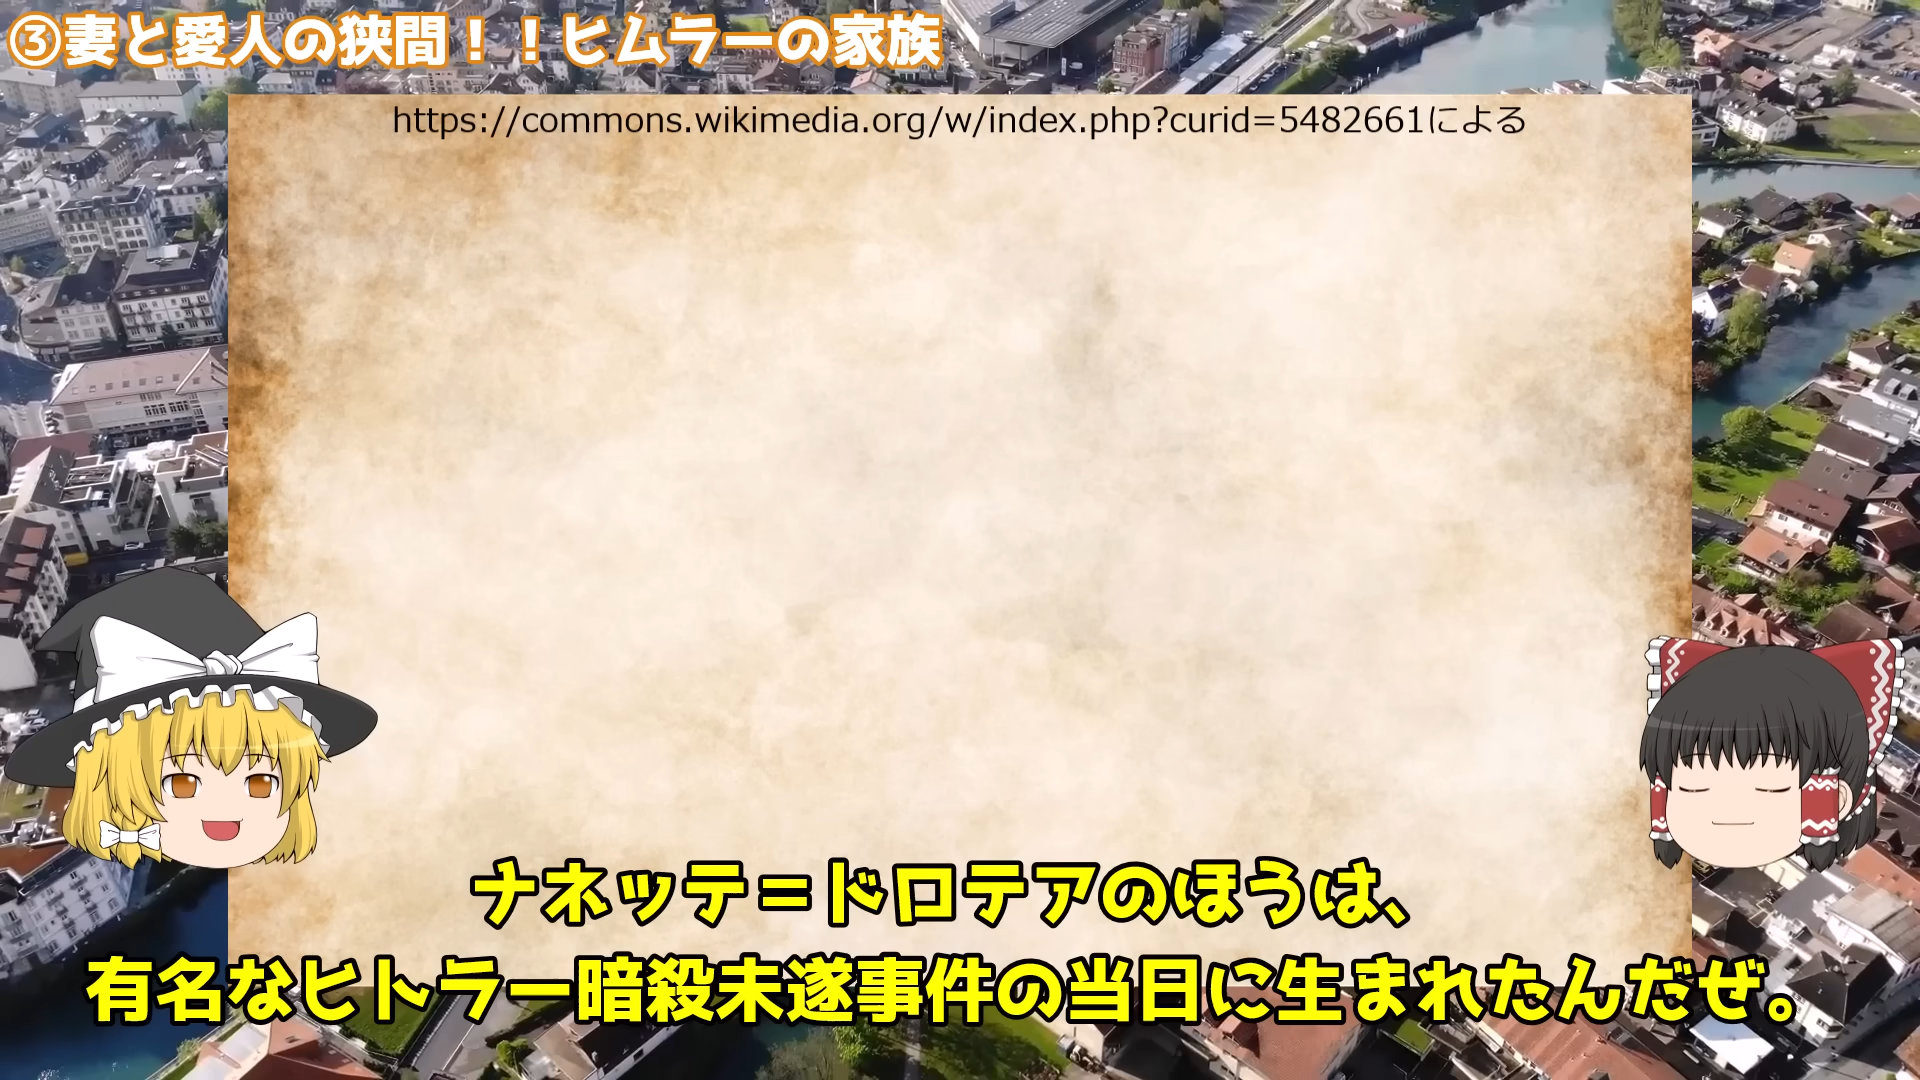 ③妻と愛人の狭間！！ヒムラーの家族
https://commons.wikimedia.org/w/index.php?curid=5482661による
ナネッテ＝ドロテアのほうは、
有名なヒトラー暗殺未遂事件の当日に生まれたんだぜ。